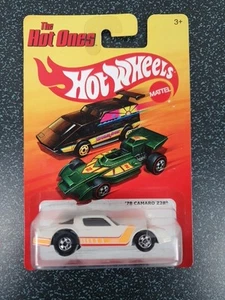 The
Hot Ones
3+
Hot Wheels
MATTEL
'78 CAMARO Z28